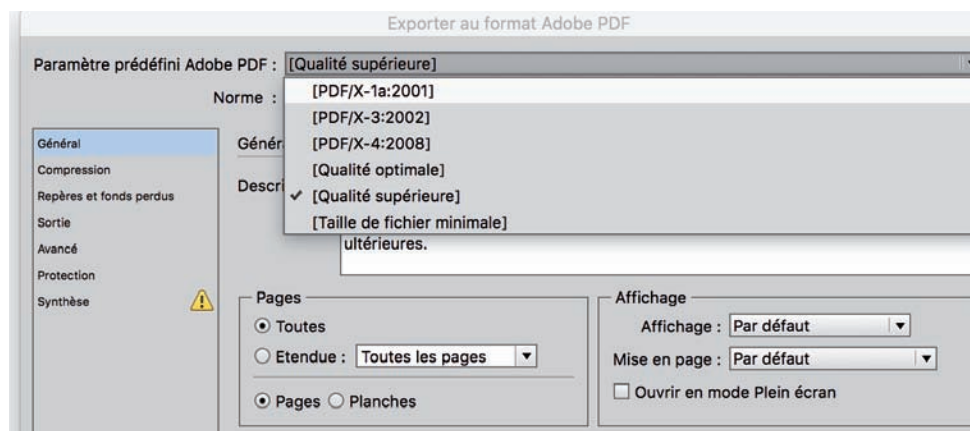 Exporter au format Adobe PDF
Paramètre prédéfini Adobe PDF : [Qualité supérieure]
Norme :
[PDF/X-1a:2001]
[PDF/X-3:2002]
[PDF/X-4:2008]
[Qualité optimale]
[Qualité supérieure]
[Taille de fichier minimale]
Général
Compression
Repères et fonds perdus
Sortie
Avancé
Protection
Synthèse
Génér
Descri
ultérieures.
Pages
Toutes
Etendue : Toutes les pages
Pages Planches
Affichage
Affichage : Par défaut
Mise en page : Par défaut
Ouvrir en mode Plein écran